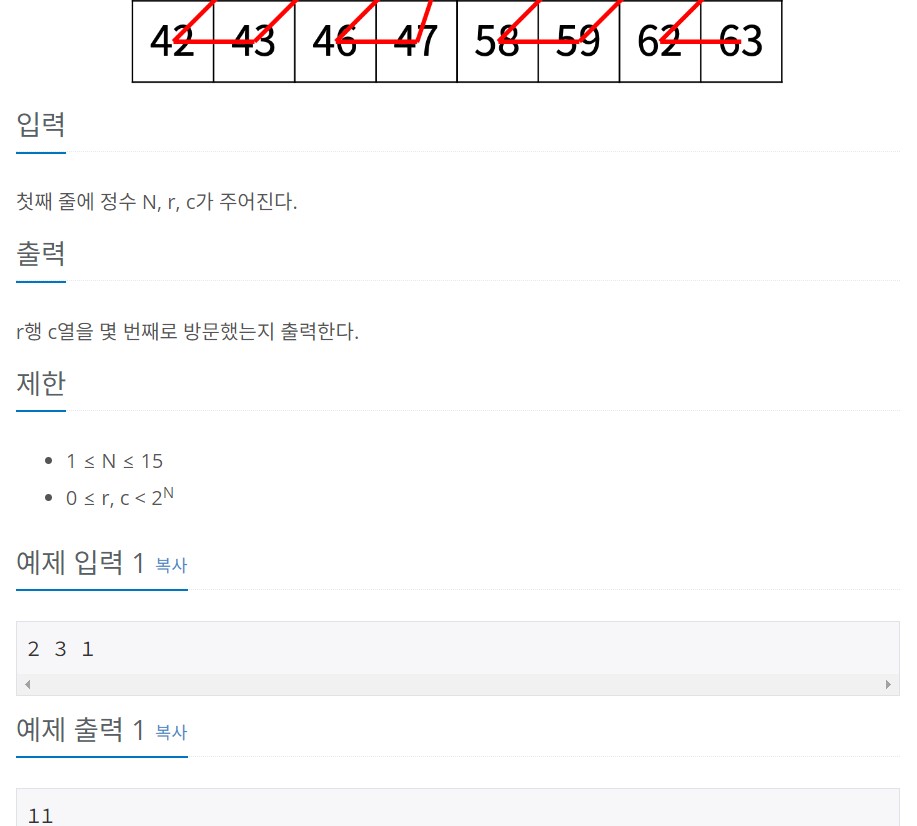 42 43 46 47 58 59 62 63
입력
첫째 줄에 정수 N, r, c가 주어진다.
출력
r행 c열을 몇 번째로 방문했는지 출력한다.
제한
1 ≤ N ≤ 15
0 ≤ r, c < 2^N
예제 입력 1 복사
2 3 1
예제 출력 1 복사
11